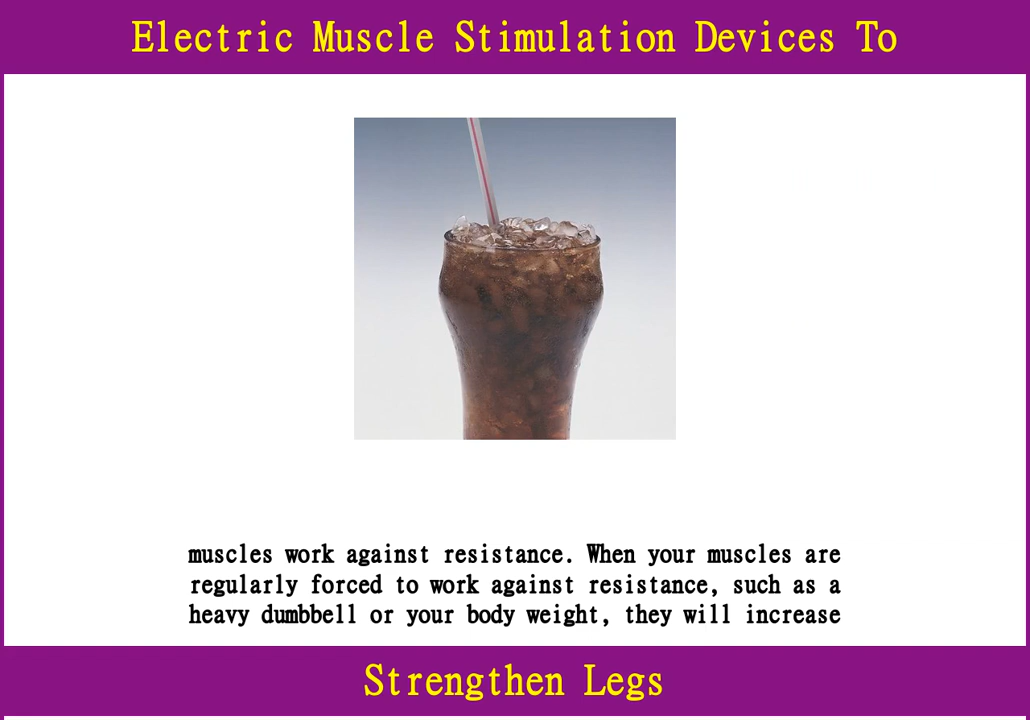 Electric Muscle Stimulation Devices To
muscles work against resistance. When your muscles are
regularly forced to work against resistance, such as a
heavy dumbbell or your body weight, they will increase
Strengthen Legs